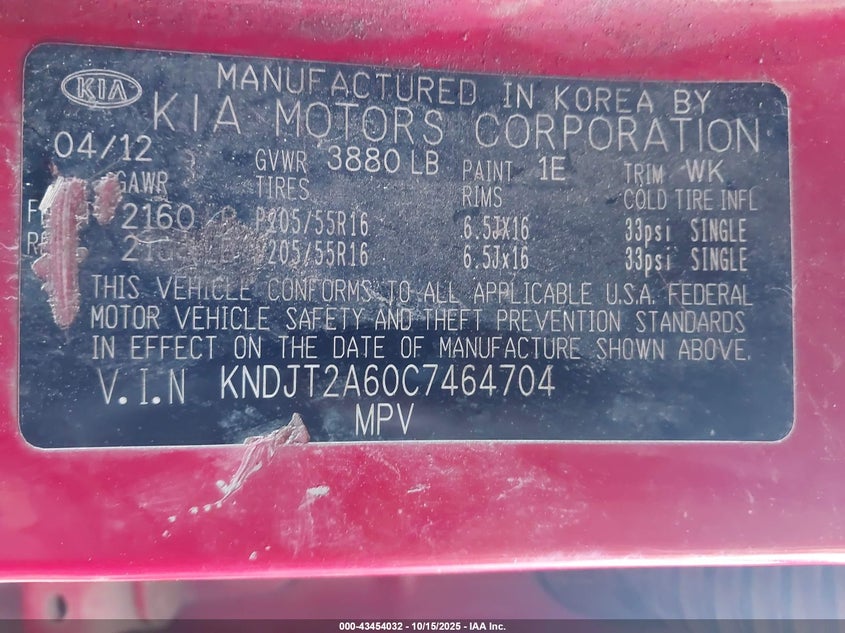 KIA
MANUFACTURED IN KOREA BY
KIA MOTORS CORPORATION
04/12 GVWR 3880 LB PAINT 1E TRIM WK
GAWR TIRES RIMS COLD TIRE INFL
2160 P205/55R16 6.5Jx16 33psi SINGLE
205/55R16 6.5Jx16 33psi SINGLE
THIS VEHICLE CONFORMS TO ALL APPLICABLE U.S.A. FEDERAL
MOTOR VEHICLE SAFETY AND THEFT PREVENTION STANDARDS
IN EFFECT ON THE DATE OF MANUFACTURE SHOWN ABOVE.
V.I.N KNDJT2A60C7464704
MPV
000-43454032 - 10/15/2025 - IAA Inc.